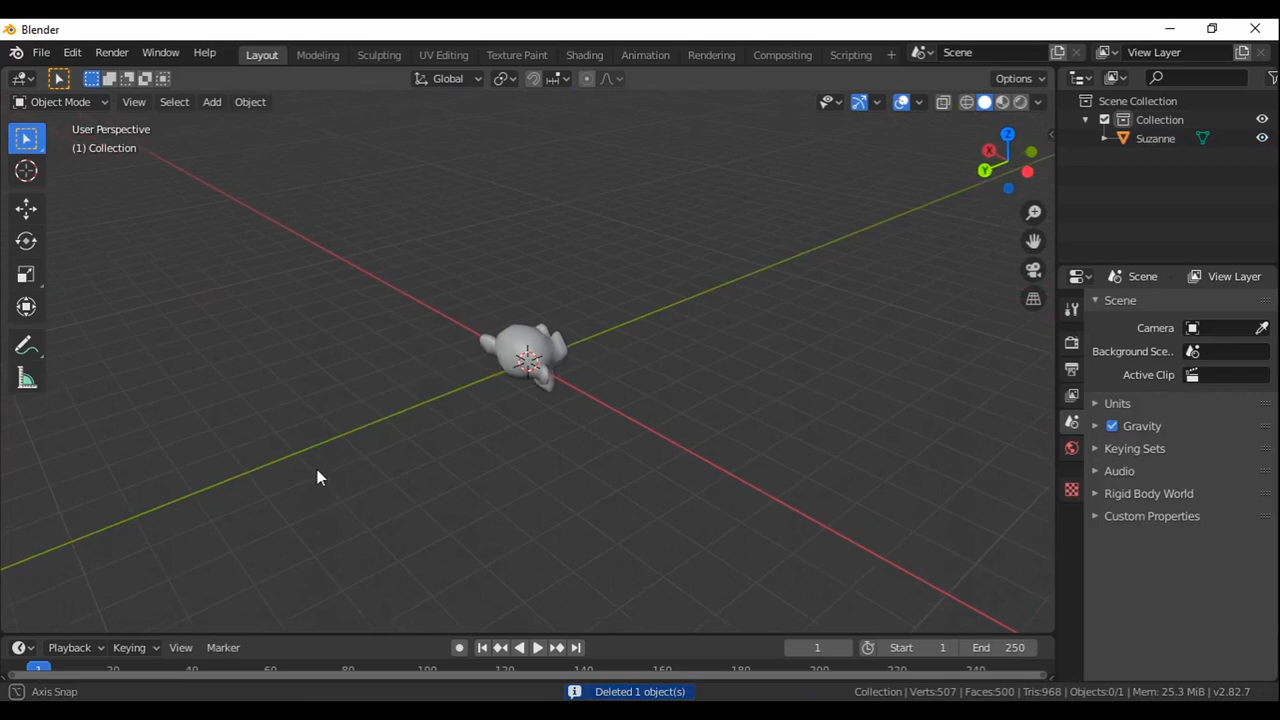 Blender
File Edit Render Window Help Layout Modeling Sculpting UV Editing Texture Paint Shading Animation Rendering Compositing Scripting + Scene View Layer
Global Options
Object Mode View Select Add Object
User Perspective
(1) Collection
X
Y
Z
Scene Collection
Collection
Suzanne
Scene View Layer
Scene
Camera
Background Sce..
Active Clip
Units
Gravity
Keying Sets
Audio
Rigid Body World
Custom Properties
Playback Keying View Marker 1 Start 1 End 250
1 20 40 60 80 100 120 140 160 180 200 220 240
Axis Snap Deleted 1 object(s) Collection | Verts:507 | Faces:500 | Tris:968 | Objects:0/1 | Mem: 25.3 MiB | v2.82.7